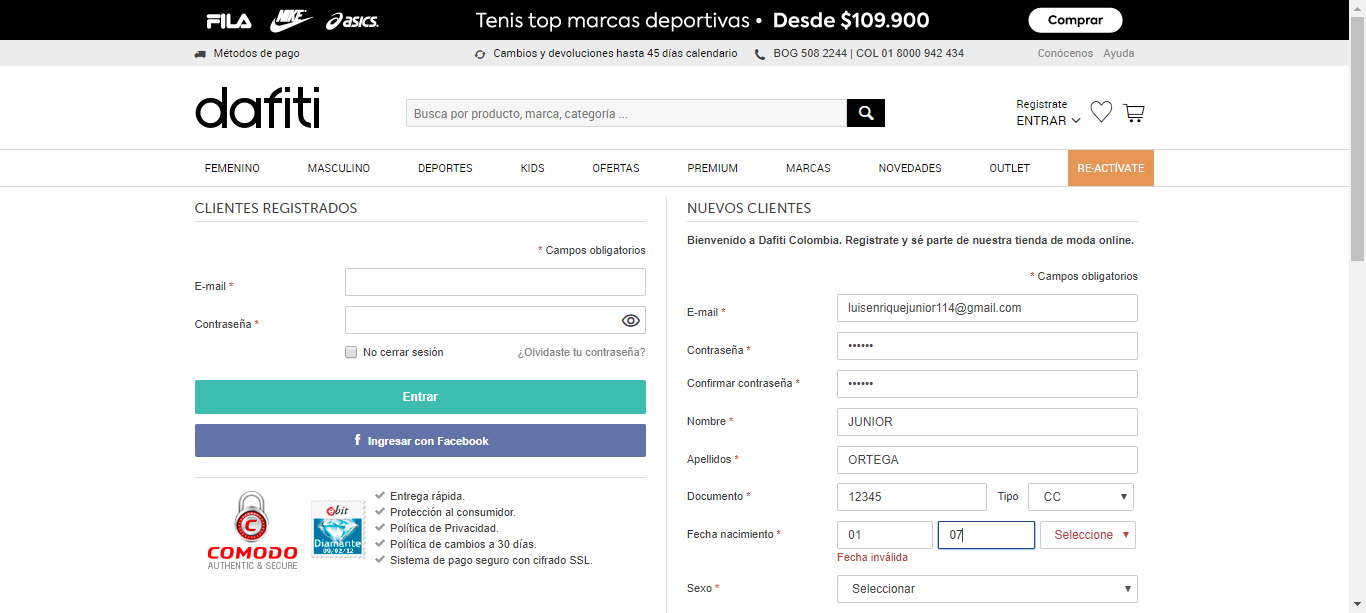 FILA NIKE asics. Tenis top marcas deportivas • Desde $109.900 Comprar
Métodos de pago Cambios y devoluciones hasta 45 días calendario BOG 508 2244 | COL 01 8000 942 434 Conócenos Ayuda
dafiti
Busca por producto, marca, categoría ...
Registrate
ENTRAR
FEMENINO MASCULINO DEPORTES KIDS OFERTAS PREMIUM MARCAS NOVEDADES OUTLET RE-ACTÍVATE
CLIENTES REGISTRADOS
* Campos obligatorios
E-mail *
Contraseña *
No cerrar sesión ¿Olvidaste tu contraseña?
Entrar
f Ingresar con Facebook
C
COMODO
AUTHENTIC & SECURE
ebit
Diamante
09/02/12
Entrega rápida.
Protección al consumidor.
Política de Privacidad.
Política de cambios a 30 días.
Sistema de pago seguro con cifrado SSL.
NUEVOS CLIENTES
Bienvenido a Dafiti Colombia. Registrate y sé parte de nuestra tienda de moda online.
* Campos obligatorios
E-mail * luisenriquejunior114@gmail.com
Contraseña * ••••••
Confirmar contraseña * ••••••
Nombre * JUNIOR
Apellidos * ORTEGA
Documento * 12345 Tipo CC
Fecha nacimiento * 01 07 Seleccione
Fecha inválida
Sexo * Seleccionar